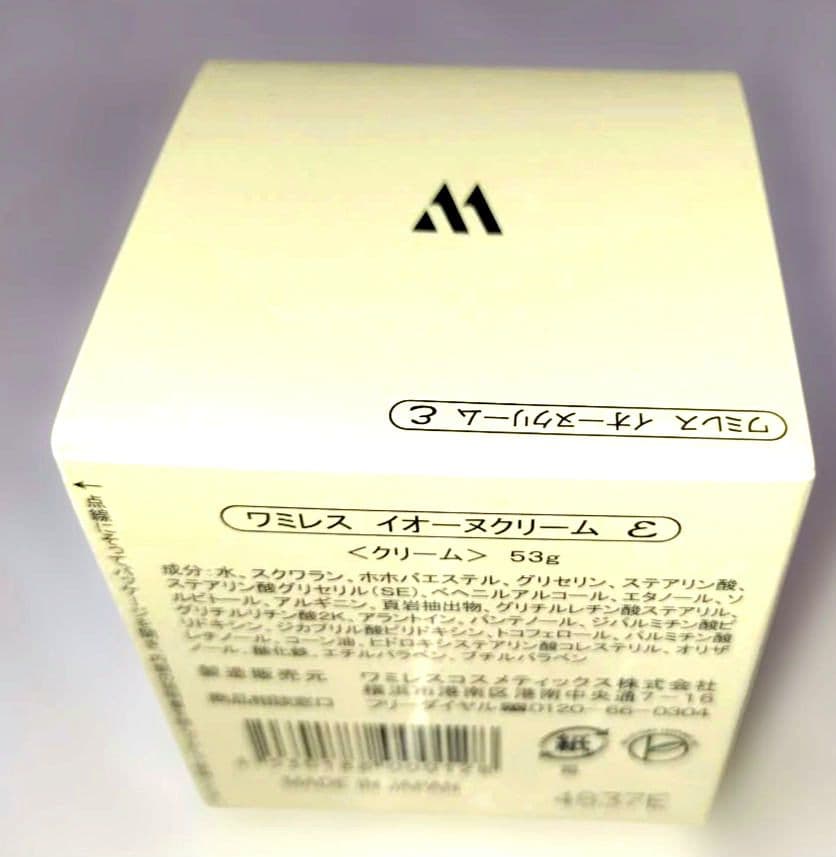 ワミレス イオーヌクリーム ε
← 点線にそって
ワミレス イオーヌクリーム ε
<クリーム> 53g
成分:水、スクワラン、ホホバエステル、グリセリン、ステアリン酸、
ステアリン酸グリセリル(SE)、ベヘニルアルコール、エタノール、ソ
ルビトール、アルギニン、頁岩抽出物、グリチルレチン酸ステアリル、
グリチルリチン酸2K、アラントイン、パンテノール、ジパルミチン酸ピ
リドキシン、ジカプリル酸ピリドキシン、トコフェロール、パルミチン酸
レチノール、コーン油、ヒドロキシステアリン酸コレステリル、オリザ
ノール、酸化鉄、エチルパラベン、ブチルパラベン
製造販売元 ワミレスコスメティックス株式会社
横浜市港南区港南中央通7-16
商品相談窓口 フリーダイヤル 0120-66-0304
紙
MADE IN JAPAN
4837E